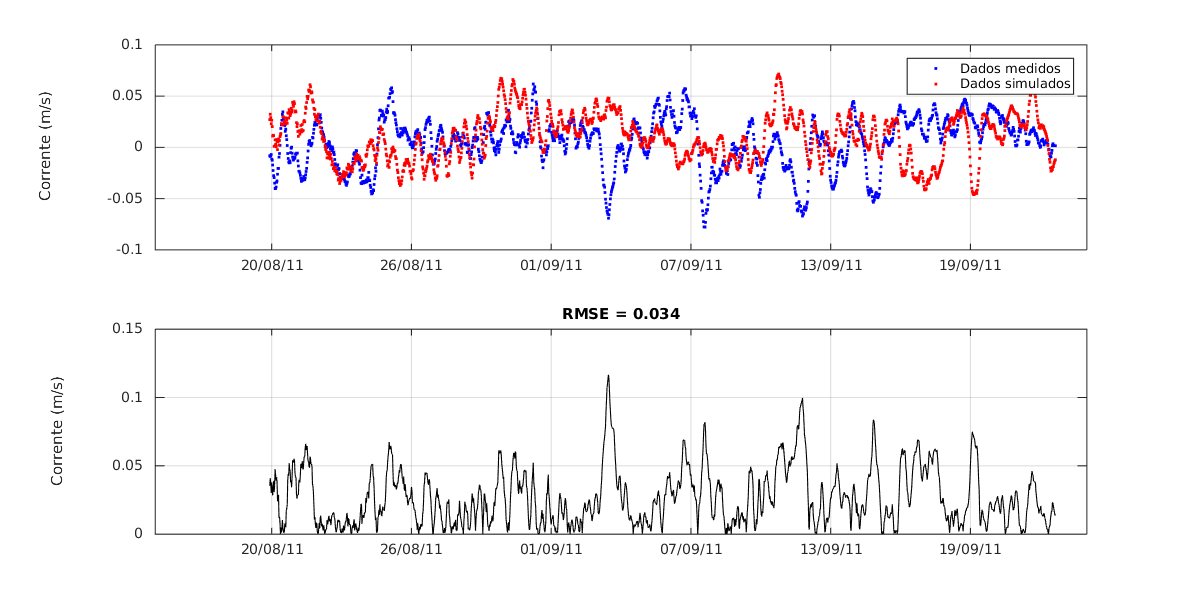 0.1
0.05
0
-0.05
-0.1
Corrente (m/s)
Dados medidos
Dados simulados
20/08/11 26/08/11 01/09/11 07/09/11 13/09/11 19/09/11
RMSE = 0.034
0.15
0.1
0.05
0
Corrente (m/s)
20/08/11 26/08/11 01/09/11 07/09/11 13/09/11 19/09/11